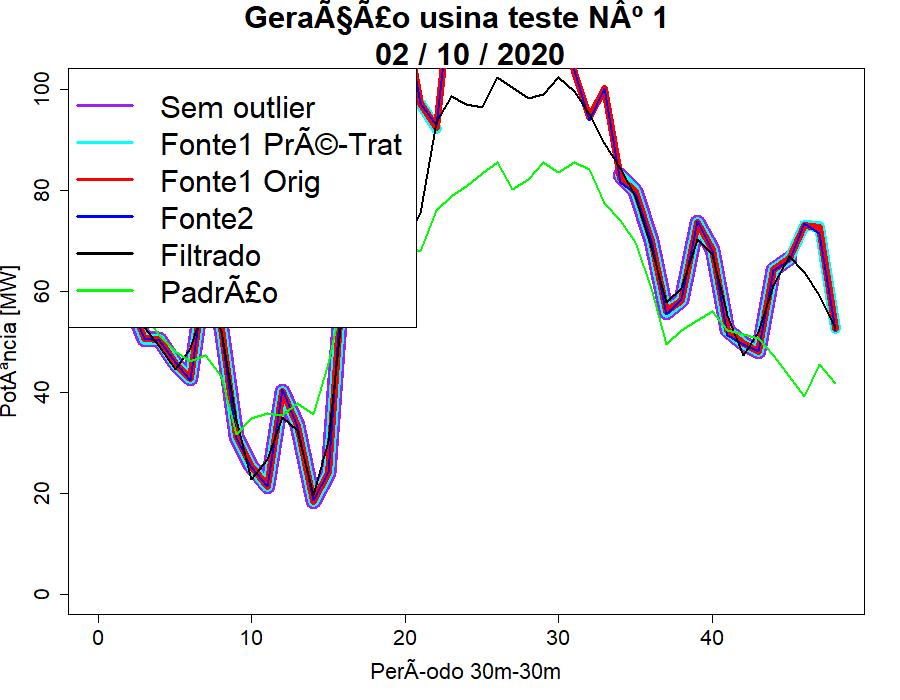 GeraÃ§Ã£o usina teste NÂº 1
02 / 10 / 2020
Sem outlier
Fonte1 PrÃ©-Trat
Fonte1 Orig
Fonte2
Filtrado
PadrÃ£o
PotÃªncia [MW]
100
80
60
40
20
0
0 10 20 30 40
PerÃ-odo 30m-30m